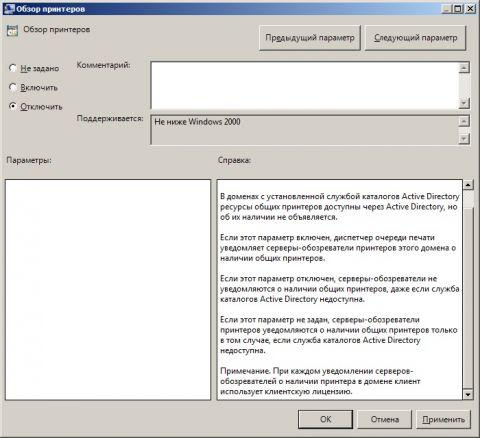 Обзор принтеров
Обзор принтеров
Предыдущий параметр
Следующий параметр
Не задано
Включить
Отключить
Комментарий:
Поддерживается:
Не ниже Windows 2000
Параметры:
Справка:
В доменах с установленной службой каталогов Active Directory
ресурсы общих принтеров доступны через Active Directory, но
об их наличии не объявляется.
Если этот параметр включен, диспетчер очереди печати
уведомляет серверы-обозреватели принтеров этого домена о
наличии общих принтеров.
Если этот параметр отключен, серверы-обозреватели не
уведомляются о наличии общих принтеров, даже если служба
каталогов Active Directory недоступна.
Если этот параметр не задан, серверы-обозреватели
принтеров уведомляются о наличии общих принтеров только
в том случае, если служба каталогов Active Directory
недоступна.
Примечание. При каждом уведомлении серверов-
обозревателей о наличии принтера в домене клиент
использует клиентскую лицензию.
ОК
Отмена
Применить